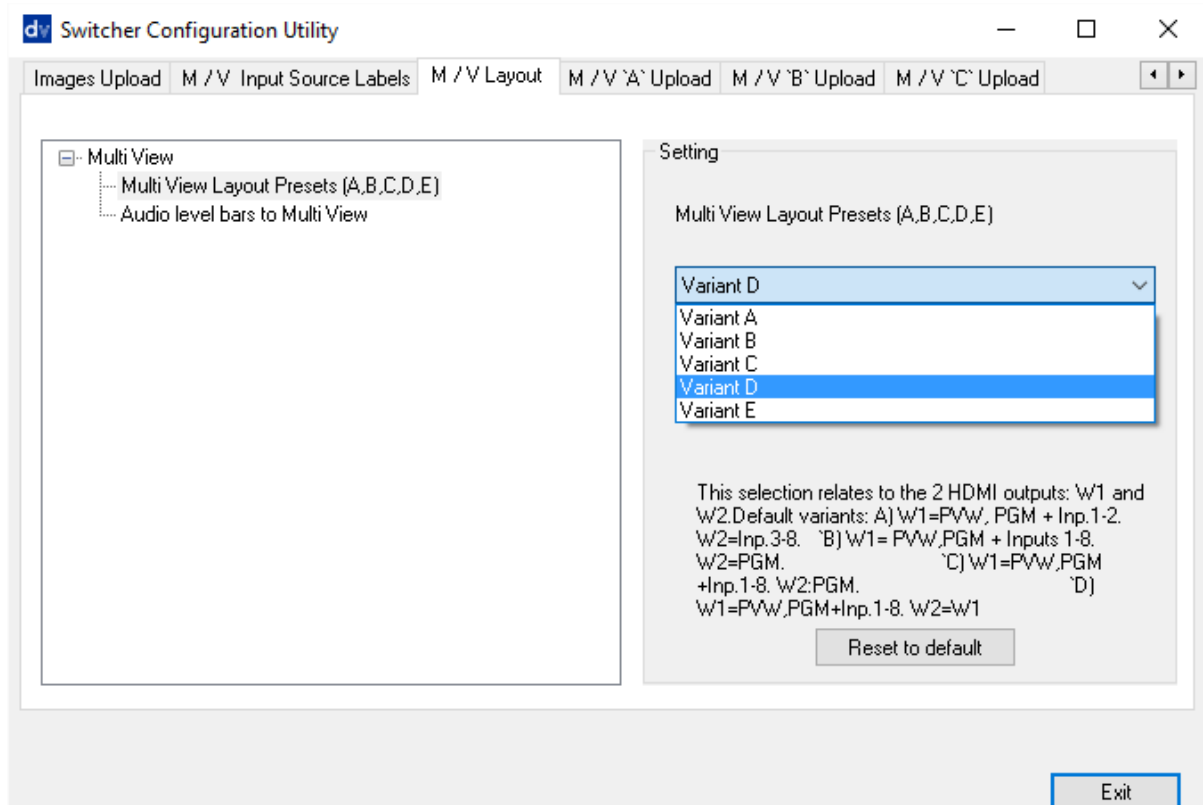 dv Switcher Configuration Utility
Images Upload M / V Input Source Labels M / V Layout M / V `A` Upload M / V `B` Upload M / V `C` Upload
Multi View
Multi View Layout Presets (A,B,C,D,E)
Audio level bars to Multi View
Setting
Multi View Layout Presets (A,B,C,D,E)
Variant D
Variant A
Variant B
Variant C
Variant D
Variant E
This selection relates to the 2 HDMI outputs: W1 and
W2.Default variants: A) W1=PVW, PGM + Inp.1-2.
W2=Inp.3-8. `B) W1= PVW,PGM + Inputs 1-8.
W2=PGM. `C) W1=PVW,PGM
+Inp.1-8. W2:PGM. `D)
W1=PVW,PGM+Inp.1-8. W2=W1
Reset to default
Exit